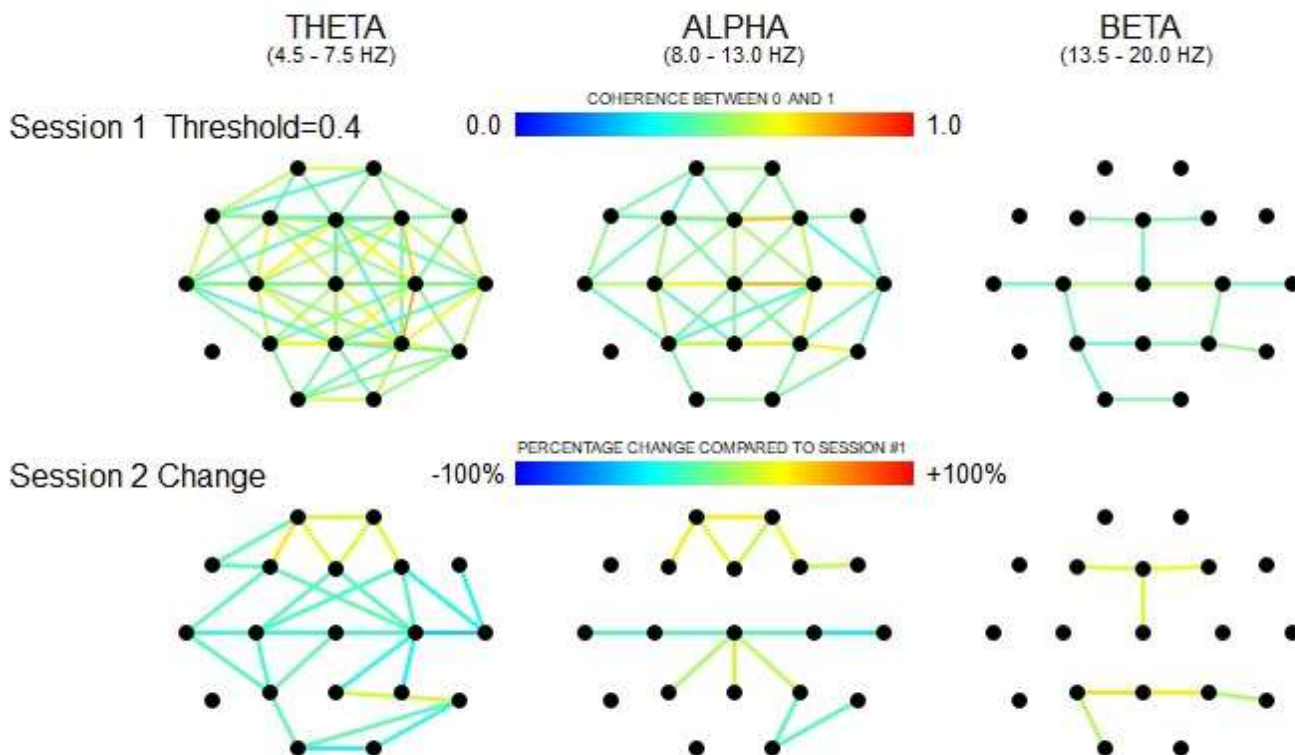 THETA
(4.5 - 7.5 HZ)
ALPHA
(8.0 - 13.0 HZ)
BETA
(13.5 - 20.0 HZ)
COHERENCE BETWEEN 0 AND 1
Session 1 Threshold=0.4
0.0
1.0
PERCENTAGE CHANGE COMPARED TO SESSION #1
Session 2 Change
-100%
+100%